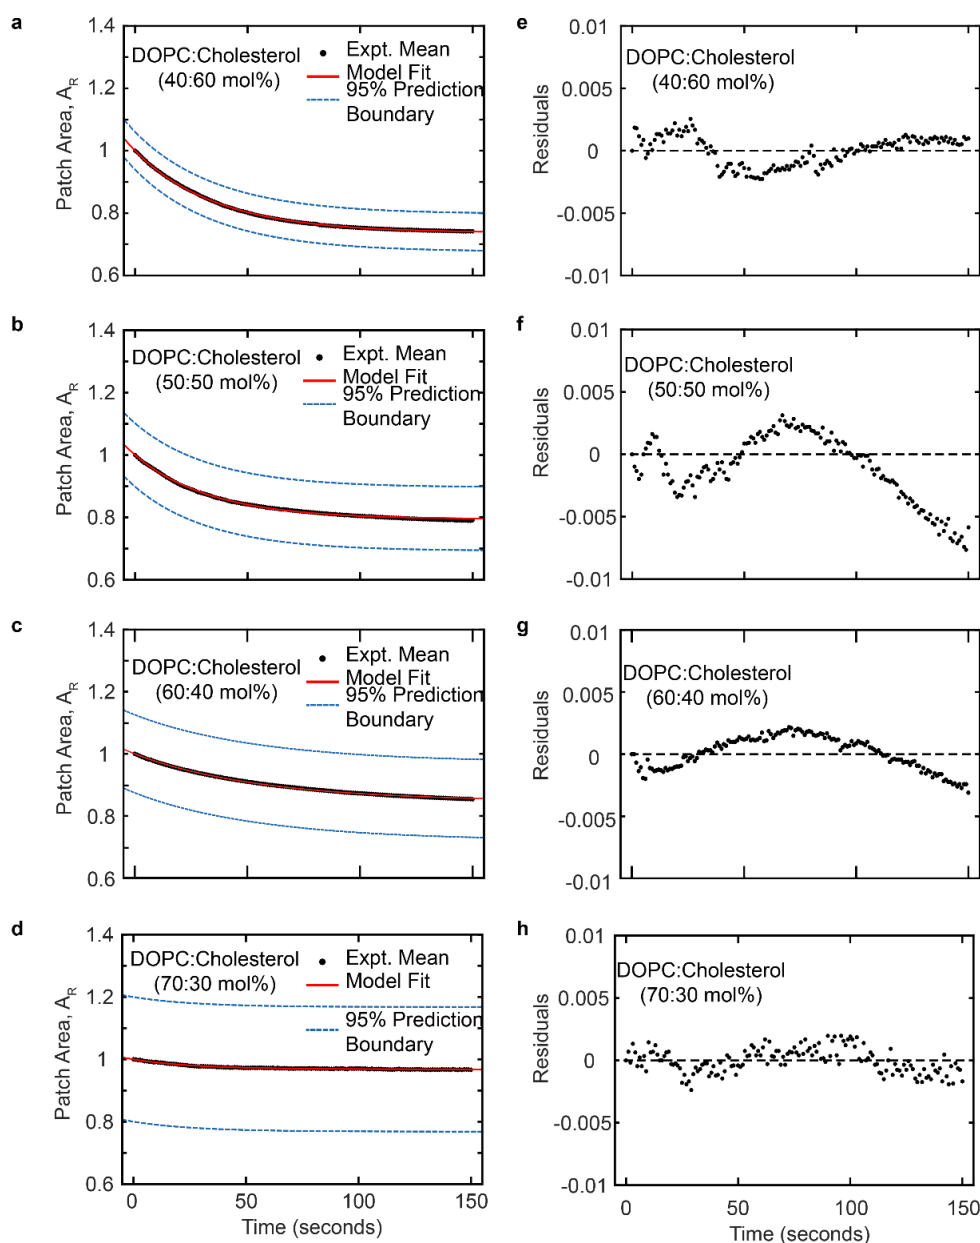 a
1.4
1.2
1
0.8
0.6
Patch Area, A_R
DOPC:Cholesterol
(40:60 mol%)
Expt. Mean
Model Fit
95% Prediction
Boundary
e
0.01
0.005
0
-0.005
-0.01
Residuals
DOPC:Cholesterol
(40:60 mol%)
b
1.4
1.2
1
0.8
0.6
Patch Area, A_R
DOPC:Cholesterol
(50:50 mol%)
Expt. Mean
Model Fit
95% Prediction
Boundary
f
0.01
0.005
0
-0.005
-0.01
Residuals
DOPC:Cholesterol
(50:50 mol%)
c
1.4
1.2
1
0.8
0.6
Patch Area, A_R
DOPC:Cholesterol
(60:40 mol%)
Expt. Mean
Model Fit
95% Prediction
Boundary
g
0.01
0.005
0
-0.005
-0.01
Residuals
DOPC:Cholesterol
(60:40 mol%)
d
1.4
1.2
1
0.8
0.6
Patch Area, A_R
DOPC:Cholesterol
(70:30 mol%)
Expt. Mean
Model Fit
95% Prediction
Boundary
0 50 100 150
Time (seconds)
h
0.01
0.005
0
-0.005
-0.01
Residuals
DOPC:Cholesterol
(70:30 mol%)
0 50 100 150
Time (seconds)